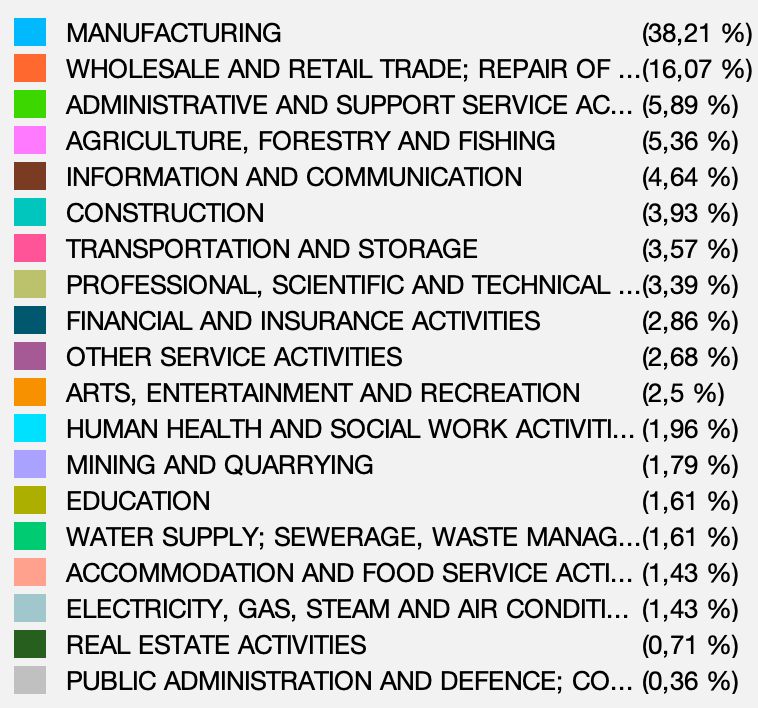 MANUFACTURING (38,21 %)
WHOLESALE AND RETAIL TRADE; REPAIR OF ...(16,07 %)
ADMINISTRATIVE AND SUPPORT SERVICE AC... (5,89 %)
AGRICULTURE, FORESTRY AND FISHING (5,36 %)
INFORMATION AND COMMUNICATION (4,64 %)
CONSTRUCTION (3,93 %)
TRANSPORTATION AND STORAGE (3,57 %)
PROFESSIONAL, SCIENTIFIC AND TECHNICAL ...(3,39 %)
FINANCIAL AND INSURANCE ACTIVITIES (2,86 %)
OTHER SERVICE ACTIVITIES (2,68 %)
ARTS, ENTERTAINMENT AND RECREATION (2,5 %)
HUMAN HEALTH AND SOCIAL WORK ACTIVITI... (1,96 %)
MINING AND QUARRYING (1,79 %)
EDUCATION (1,61 %)
WATER SUPPLY; SEWERAGE, WASTE MANAG...(1,61 %)
ACCOMMODATION AND FOOD SERVICE ACTI... (1,43 %)
ELECTRICITY, GAS, STEAM AND AIR CONDITI... (1,43 %)
REAL ESTATE ACTIVITIES (0,71 %)
PUBLIC ADMINISTRATION AND DEFENCE; CO... (0,36 %)